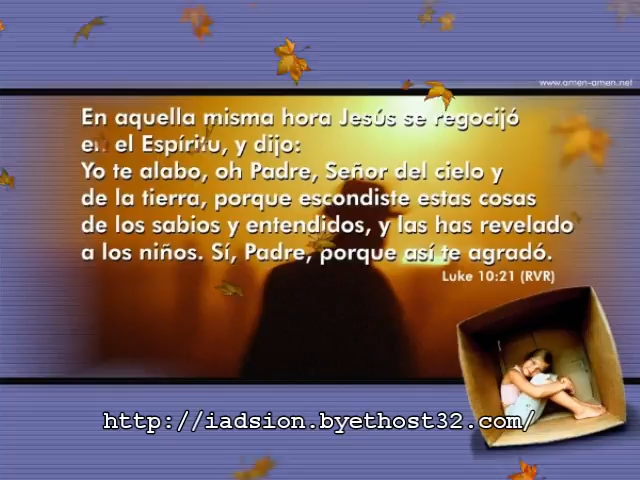 www.amen-amen.net
En aquella misma hora Jesús se regocijó
en el Espíritu, y dijo:
Yo te alabo, oh Padre, Señor del cielo y
de la tierra, porque escondiste estas cosas
de los sabios y entendidos, y las has revelado
a los niños. Sí, Padre, porque así te agradó.
Luke 10:21 (RVR)
http://iadsion.byethost32.com/